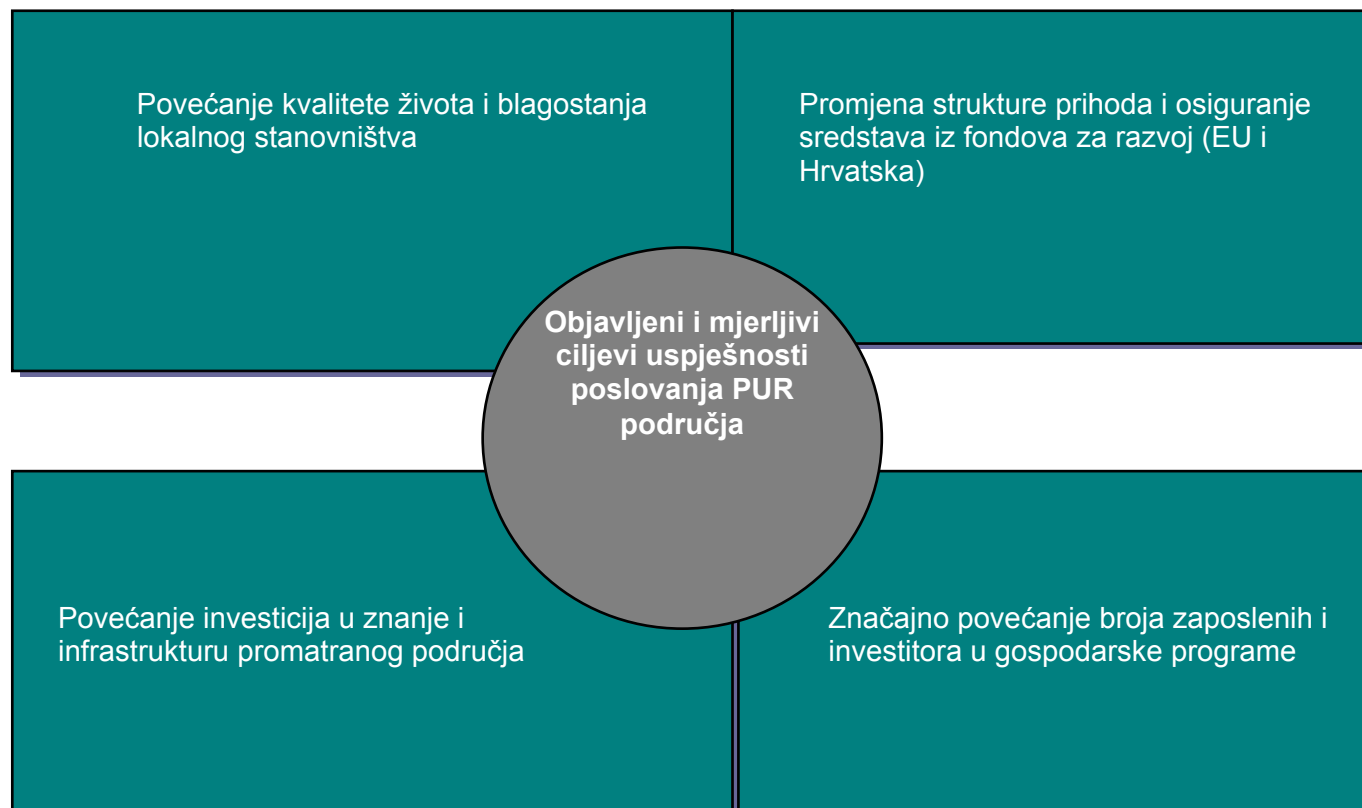 Povećanje kvalitete života i blagostanja
lokalnog stanovništva
Promjena strukture prihoda i osiguranje
sredstava iz fondova za razvoj (EU i
Hrvatska)
Objavljeni i mjerljivi
ciljevi uspješnosti
poslovanja PUR
područja
Povećanje investicija u znanje i
infrastrukturu promatranog područja
Značajno povećanje broja zaposlenih i
investitora u gospodarske programe